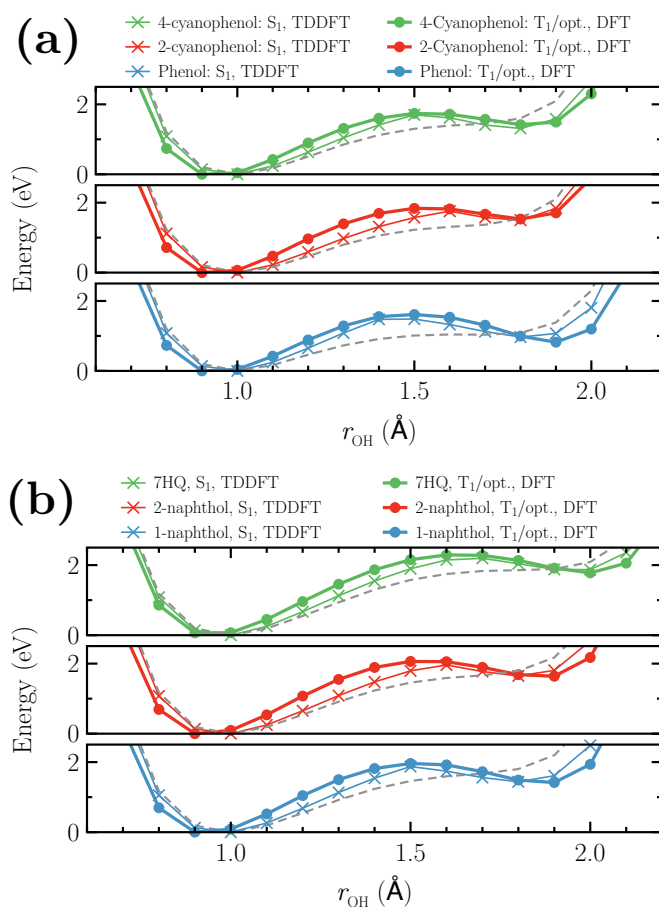 (a)
4-cyanophenol: S₁, TDDFT
4-Cyanophenol: T₁/opt., DFT
2-cyanophenol: S₁, TDDFT
2-Cyanophenol: T₁/opt., DFT
Phenol: S₁, TDDFT
Phenol: T₁/opt., DFT
2
0
2
0
2
0
Energy (eV)
1.0 1.5 2.0
r_OH (Å)
(b)
7HQ, S₁, TDDFT
7HQ, T₁/opt., DFT
2-naphthol, S₁, TDDFT
2-naphthol, T₁/opt., DFT
1-naphthol, S₁, TDDFT
1-naphthol, T₁/opt., DFT
2
0
2
0
2
0
Energy (eV)
1.0 1.5 2.0
r_OH (Å)